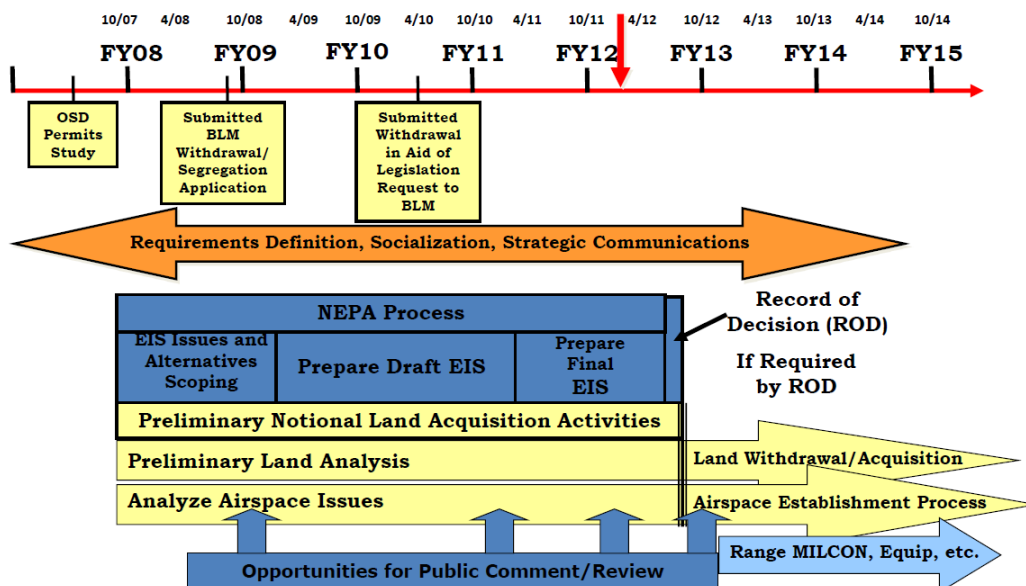 10/07 4/08 10/08 4/09 10/09 4/10 10/10 4/11 10/11 4/12 10/12 4/13 10/13 4/14 10/14
FY08 FY09 FY10 FY11 FY12 FY13 FY14 FY15
OSD
Permits
Study
Submitted
BLM
Withdrawal/
Segregation
Application
Submitted
Withdrawal
in Aid of
Legislation
Request to
BLM
Requirements Definition, Socialization, Strategic Communications
NEPA Process
EIS Issues and
Alternatives
Scoping
Prepare Draft EIS
Prepare
Final
EIS
Record of
Decision (ROD)
If Required
by ROD
Preliminary Notional Land Acquisition Activities
Preliminary Land Analysis
Land Withdrawal/Acquisition
Analyze Airspace Issues
Airspace Establishment Process
Range MILCON, Equip, etc.
Opportunities for Public Comment/Review